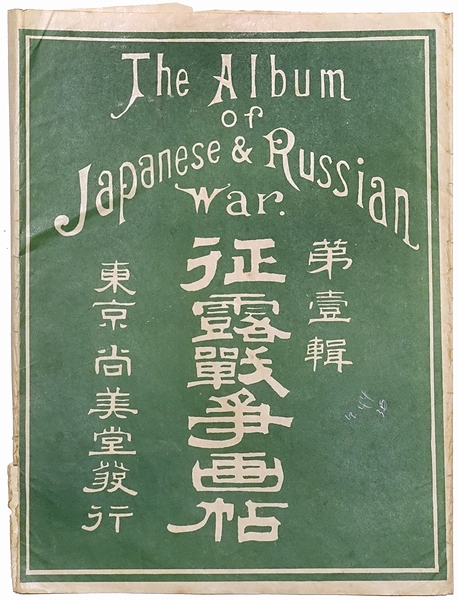 The Album
of
Japanese & Russian
War.
第壹輯
征露戰爭画帖
東京尚美堂發行